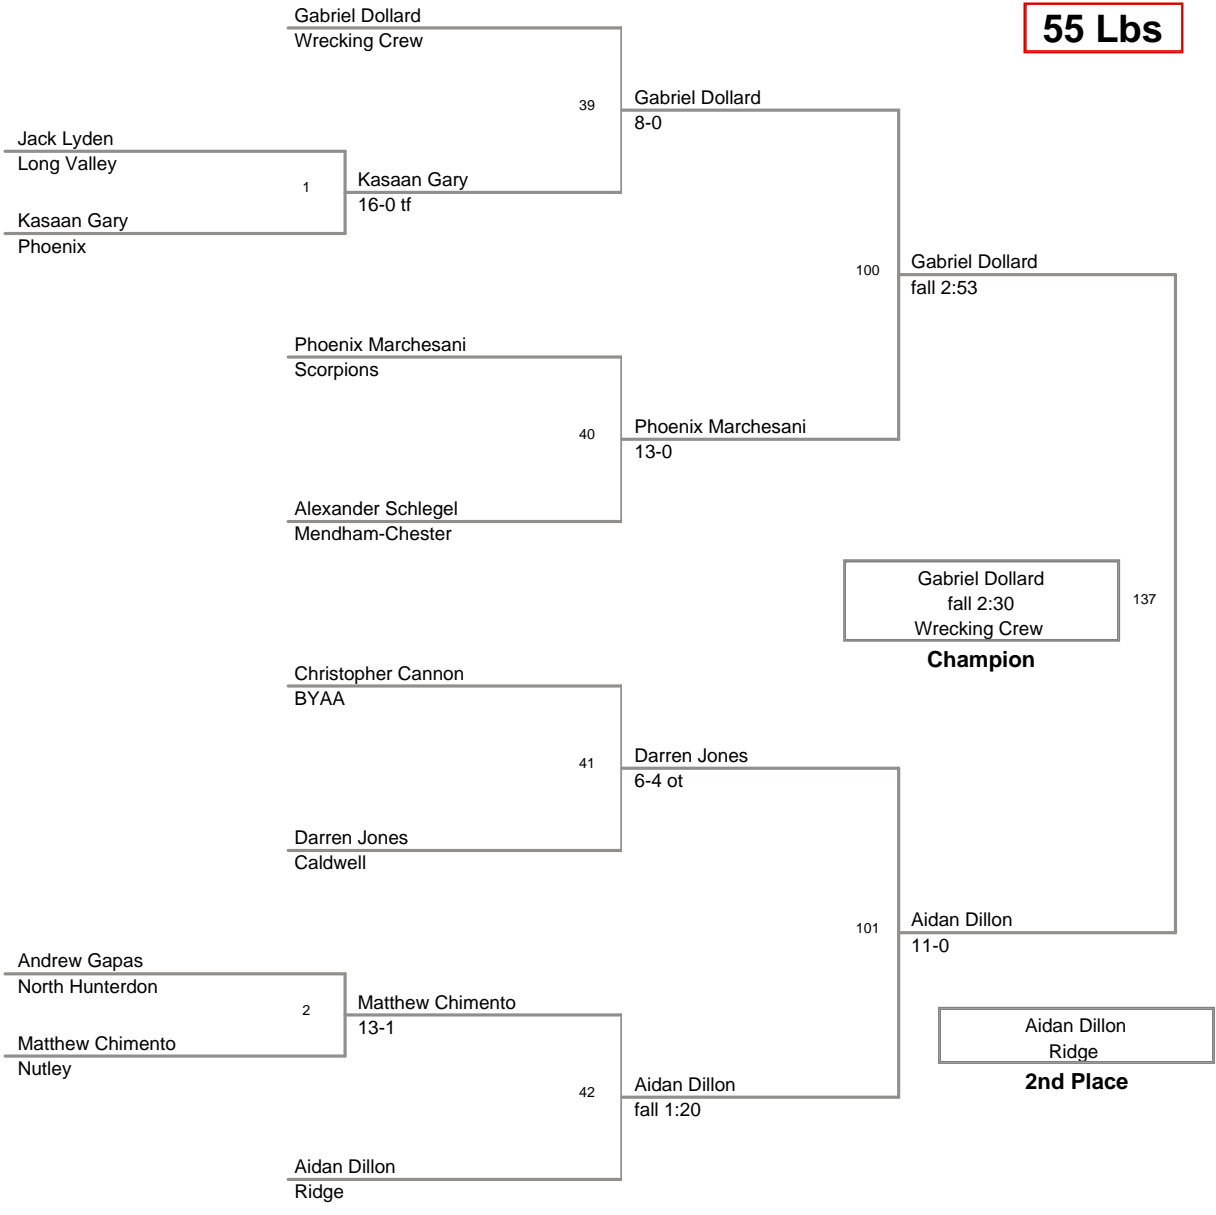 55 Lbs
Gabriel Dollard
Wrecking Crew
39
Gabriel Dollard
8-0
Jack Lyden
Long Valley
1
Kasaan Gary
16-0 tf
Kasaan Gary
Phoenix
100
Gabriel Dollard
fall 2:53
Phoenix Marchesani
Scorpions
40
Phoenix Marchesani
13-0
Alexander Schlegel
Mendham-Chester
Gabriel Dollard
fall 2:30
Wrecking Crew
Champion
137
Christopher Cannon
BYAA
41
Darren Jones
6-4 ot
Darren Jones
Caldwell
101
Aidan Dillon
11-0
Andrew Gapas
North Hunterdon
2
Matthew Chimento
13-1
Matthew Chimento
Nutley
Aidan Dillon
Ridge
2nd Place
42
Aidan Dillon
fall 1:20
Aidan Dillon
Ridge